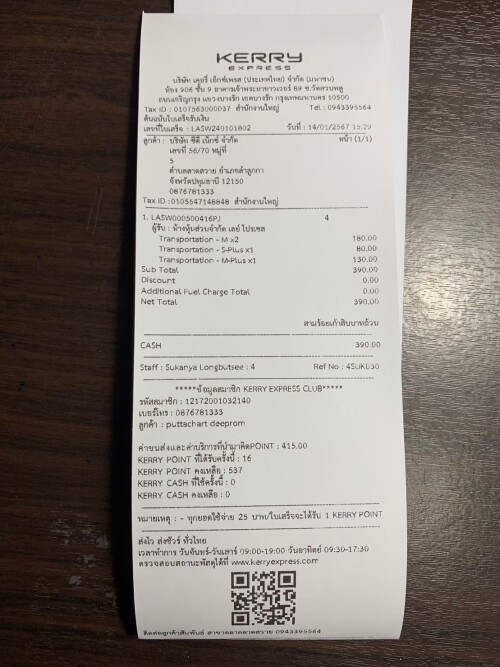 KERRY
EXPRESS
บริษัท เคอรี่ เอ็กซ์เพรส (ประเทศไทย) จำกัด (มหาชน)
ห้อง 906 ชั้น 9 อาคารเจ้าพระยาทาวเวอร์ 89 ซ.วัดสวนพลู
ถนนเจริญกรุง แขวงบางรัก เขตบางรัก กรุงเทพมหานคร 10500
Tax ID : 0107563000037 สำนักงานใหญ่ Tel : 0943395564
ต้นฉบับใบเสร็จรับเงิน
เลขที่ใบเสร็จ : LASW240101802 วันที่ : 14/01/2567 15:29
ลูกค้า : บริษัท ซีดี เน็กซ์ จำกัด หน้า (1/1)
เลขที่ 56/70 หมู่ที่
5
ตำบลลาดสวาย อำเภอลำลูกกา
จังหวัดปทุมธานี 12150
0876781333
Tax ID :0105547148848 สำนักงานใหญ่
1. LASW000500416PJ 4
ผู้รับ : ห้างหุ้นส่วนจำกัด เลย์ โปรเซส
Transportation - M x2 180.00
Transportation - S-Plus x1 80.00
Transportation - M-Plus x1 130.00
Sub Total 390.00
Discount 0.00
Additional Fuel Charge Total 0.00
Net Total 390.00
สามร้อยเก้าสิบบาทถ้วน
CASH 390.00
Staff : Sukanya Longbutsee : 4 Ref No : 4SUKB30
*****ข้อมูลสมาชิก KERRY EXPRESS CLUB*****
รหัสสมาชิก : 12172001032140
เบอร์โทร : 0876781333
ลูกค้า : puttachart deeprom
ค่าขนส่งและค่าบริการที่นำมาคิดPOINT : 415.00
KERRY POINT ที่ได้รับครั้งนี้ : 16
KERRY POINT คงเหลือ : 537
KERRY CASH ที่ใช้ครั้งนี้ : 0
KERRY CASH คงเหลือ : 0
หมายเหตุ : - ทุกยอดใช้จ่าย 25 บาท/ใบเสร็จจะได้รับ 1 KERRY POINT
ส่งไว ส่งชัวร์ ทั่วไทย
เวลาทำการ วันจันทร์-วันเสาร์ 09:00-19:00 วันอาทิตย์ 09:30-17:30
ตรวจสอบสถานะพัสดุได้ที่ www.kerryexpress.com
ติดต่อลูกค้าสัมพันธ์ สาขาตลาดลาดสวาย 0943395564